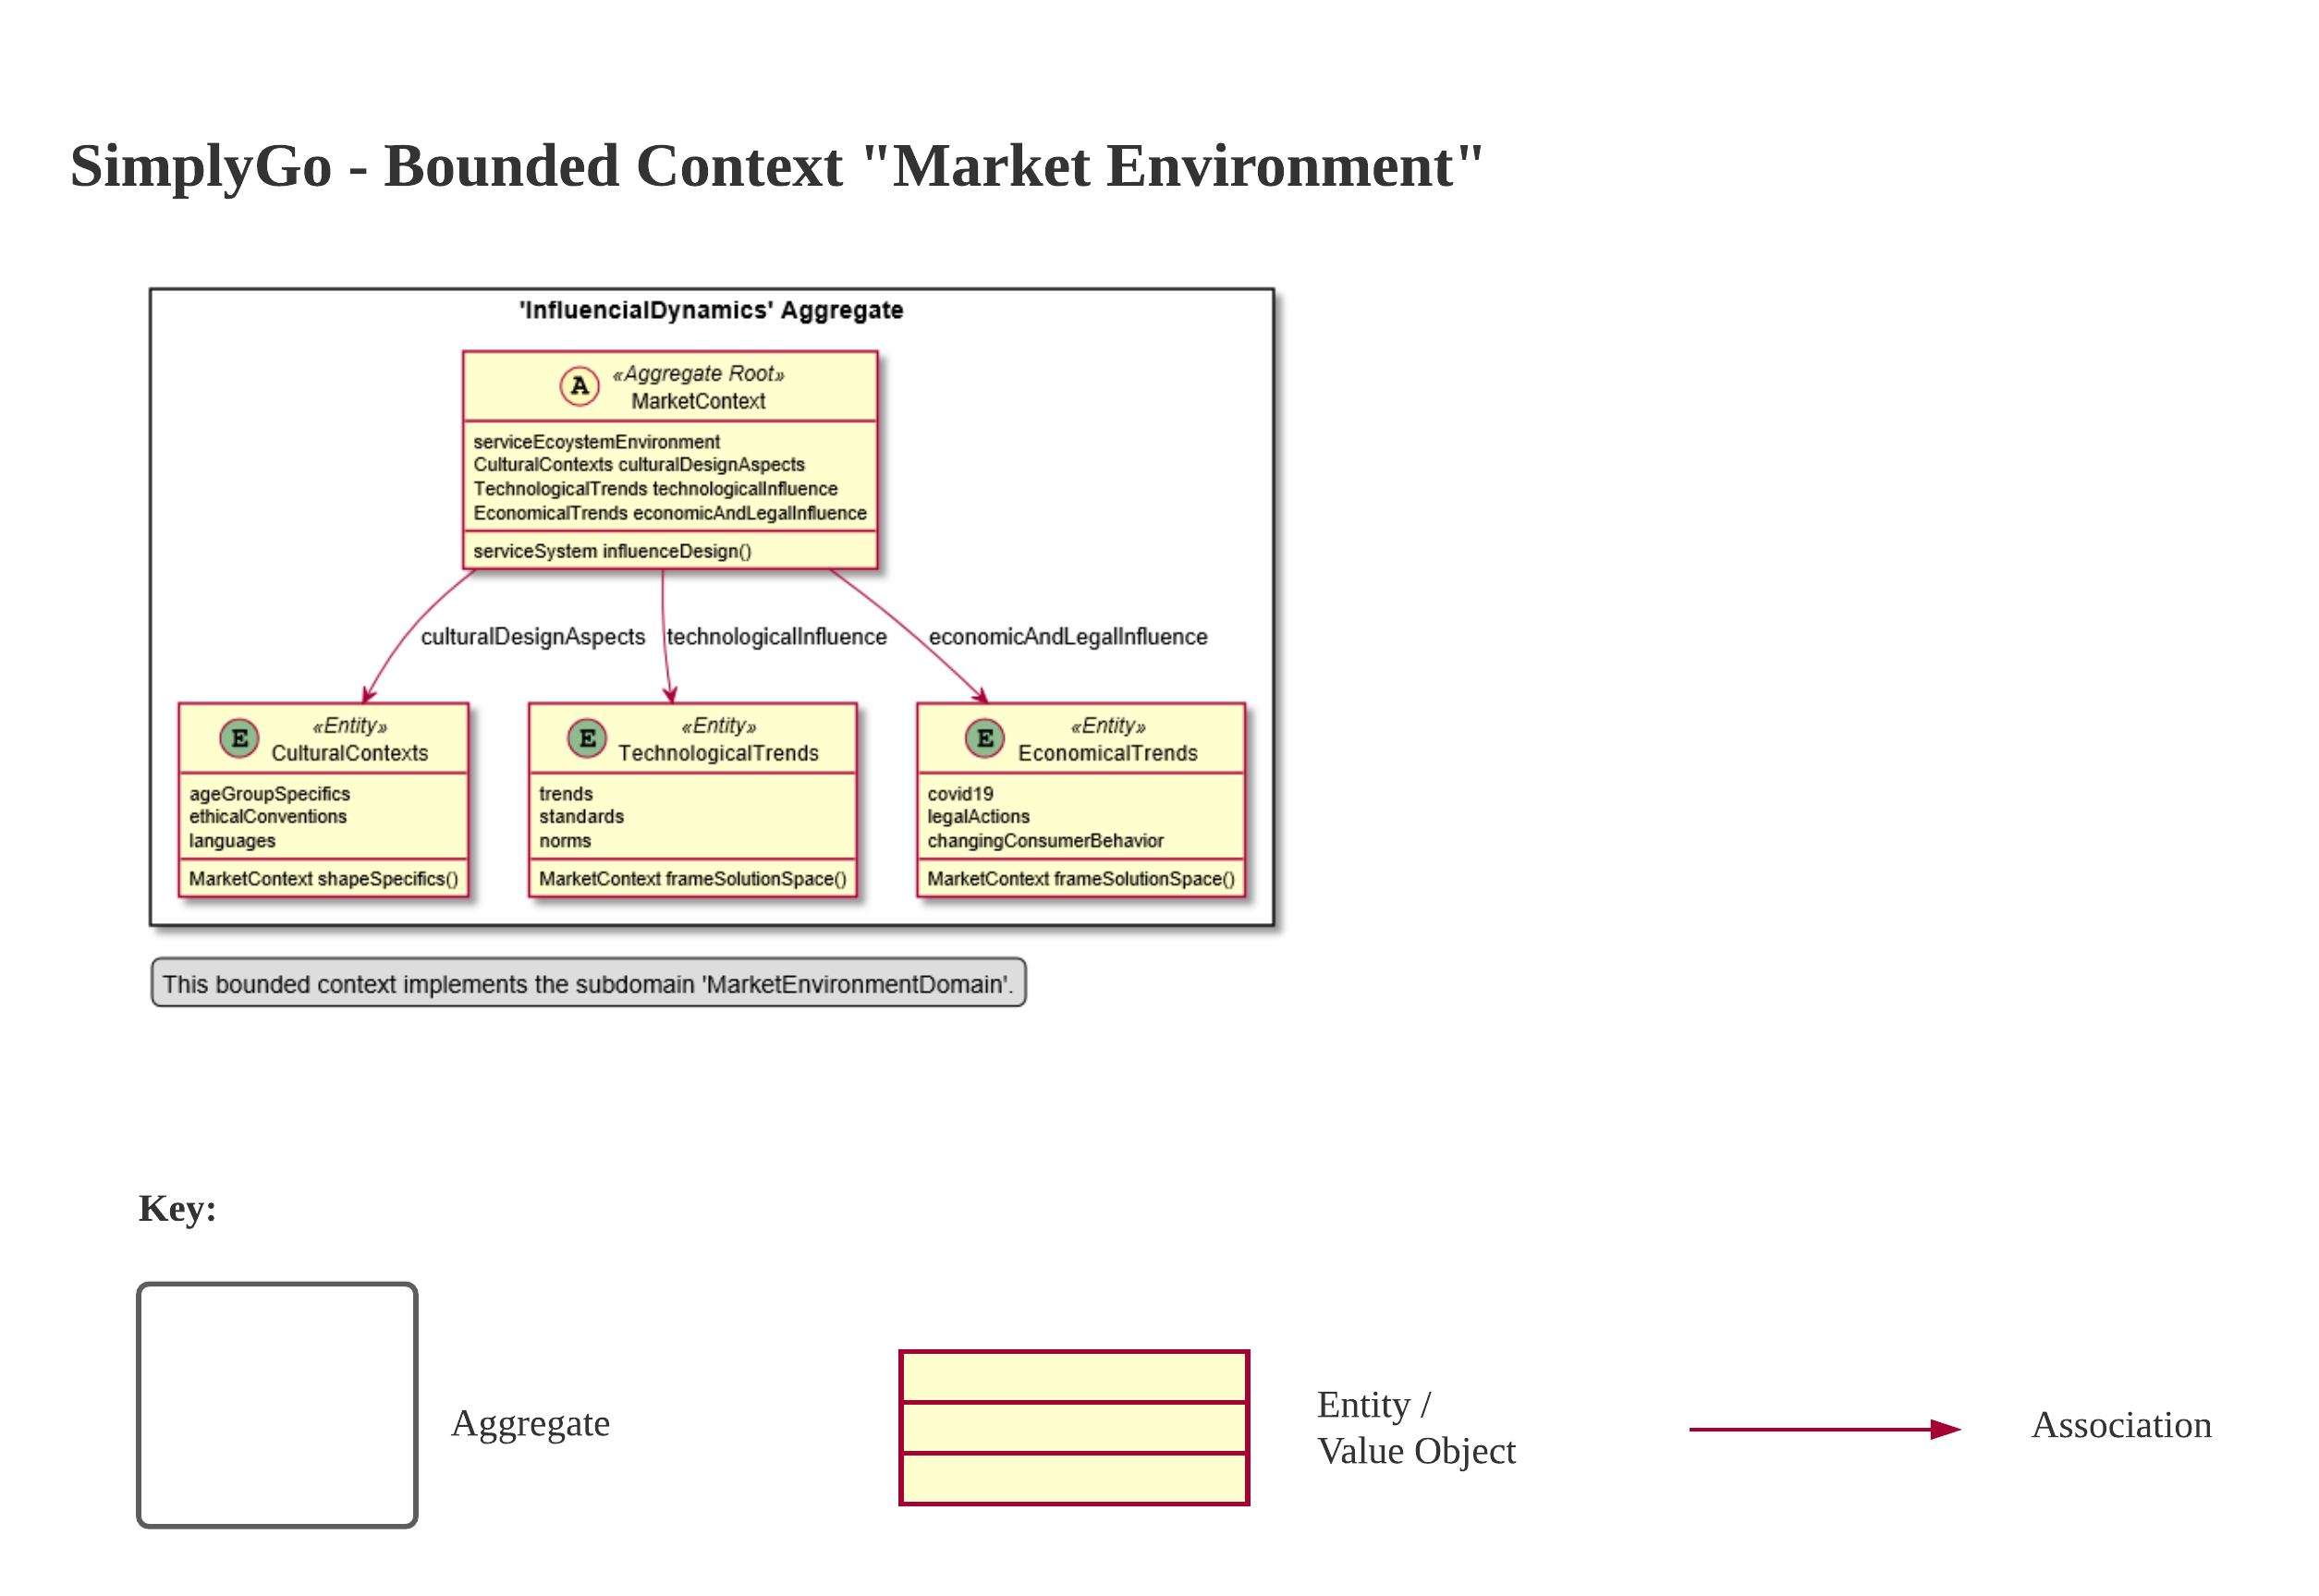 SimplyGo - Bounded Context "Market Environment"
'InfluencialDynamics' Aggregate
A
«Aggregate Root»
MarketContext
serviceEcoystemEnvironment
CulturalContexts culturalDesignAspects
TechnologicalTrends technologicalInfluence
EconomicalTrends economicAndLegalInfluence
serviceSystem influenceDesign()
culturalDesignAspects
technologicalInfluence
economicAndLegalInfluence
E
«Entity»
CulturalContexts
ageGroupSpecifics
ethicalConventions
languages
MarketContext shapeSpecifics()
E
«Entity»
TechnologicalTrends
trends
standards
norms
MarketContext frameSolutionSpace()
E
«Entity»
EconomicalTrends
covid19
legalActions
changingConsumerBehavior
MarketContext frameSolutionSpace()
This bounded context implements the subdomain 'MarketEnvironmentDomain'.
Key:
Aggregate
Entity /
Value Object
Association